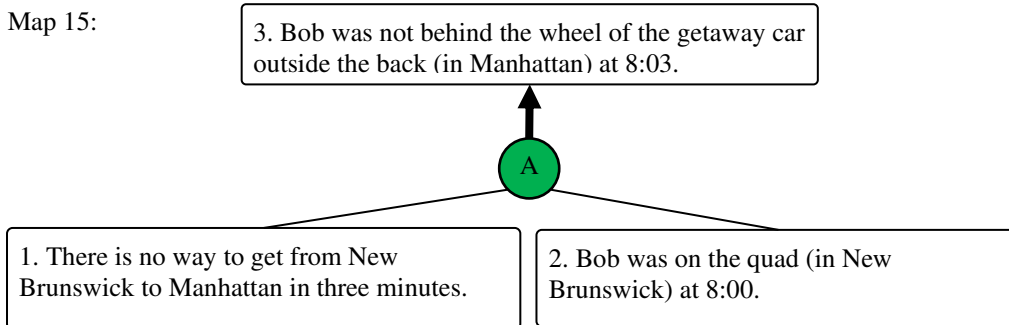 Map 15:
3. Bob was not behind the wheel of the getaway car
outside the back (in Manhattan) at 8:03.
A
1. There is no way to get from New
Brunswick to Manhattan in three minutes.
2. Bob was on the quad (in New
Brunswick) at 8:00.